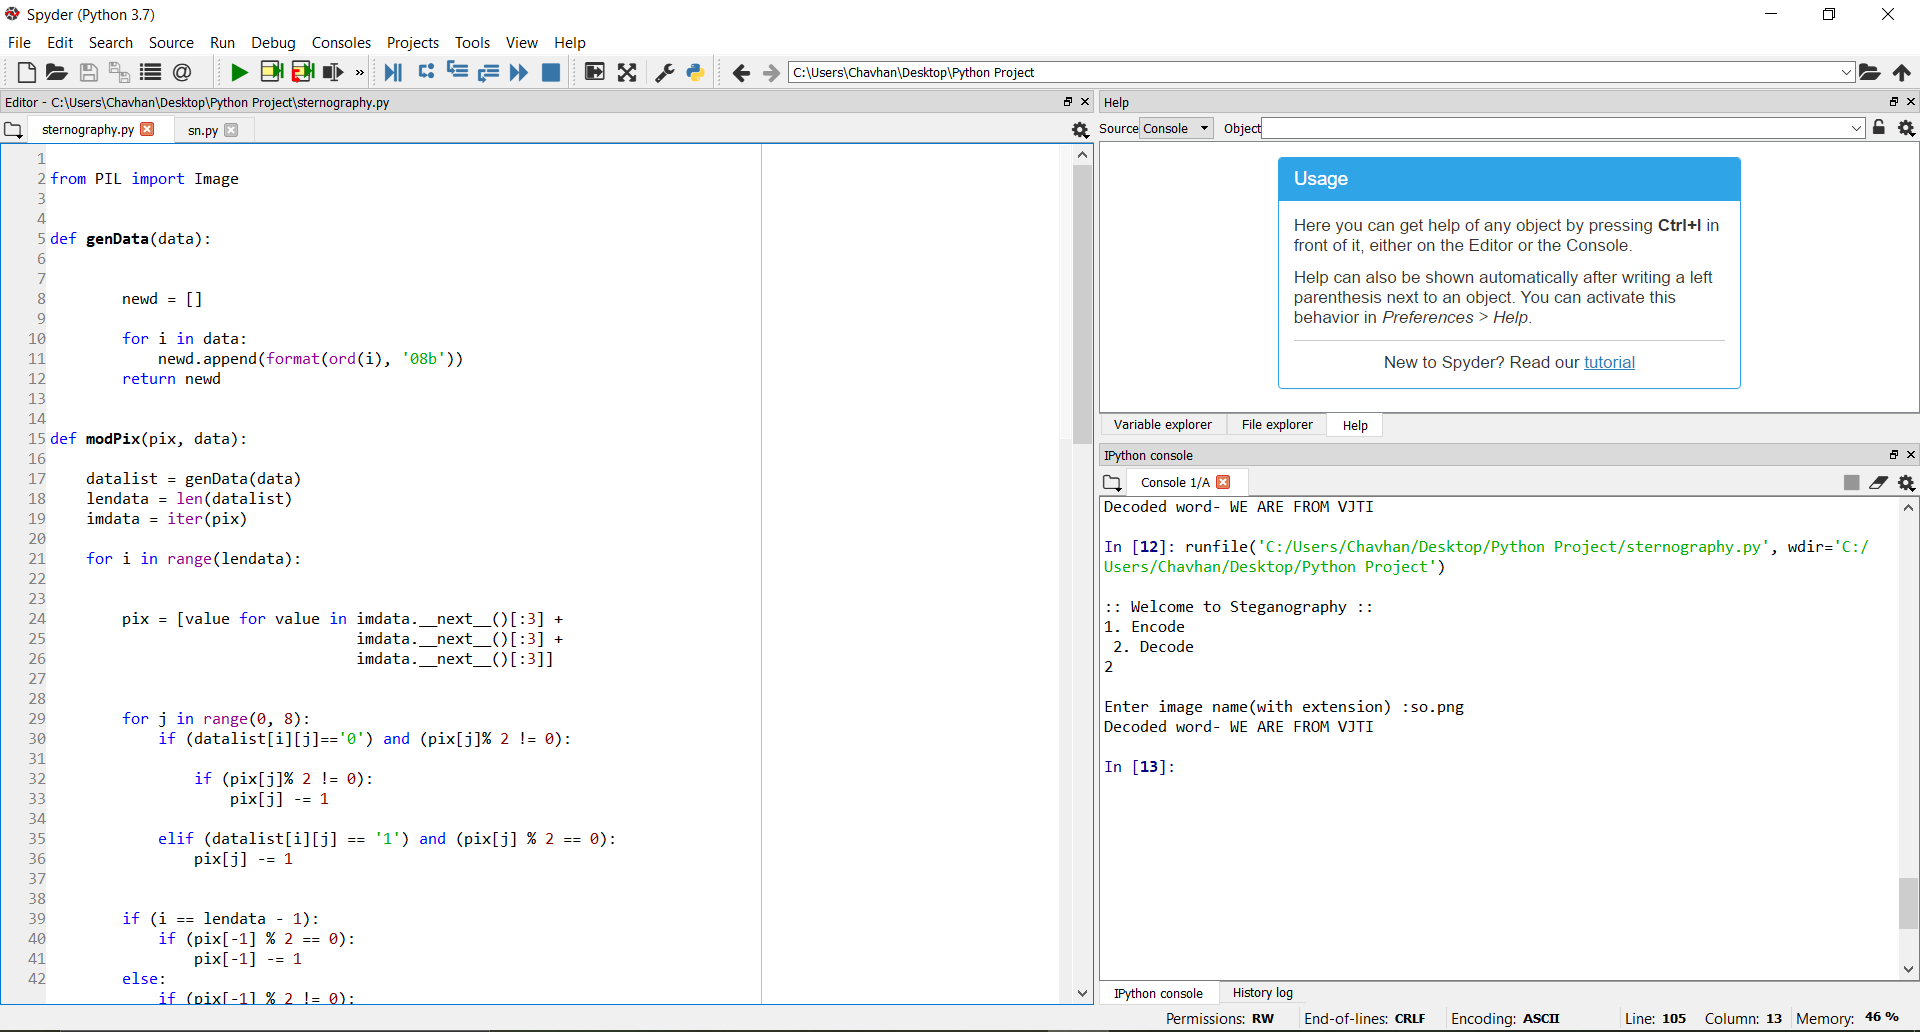 Spyder (Python 3.7)
File Edit Search Source Run Debug Consoles Projects Tools View Help
C:\Users\Chavhan\Desktop\Python Project
Editor - C:\Users\Chavhan\Desktop\Python Project\sternography.py
sternography.py sn.py
1
2 from PIL import Image
3
4
5 def genData(data):
6
7
8         newd = []
9
10         for i in data:
11             newd.append(format(ord(i), '08b'))
12         return newd
13
14
15 def modPix(pix, data):
16
17     datalist = genData(data)
18     lendata = len(datalist)
19     imdata = iter(pix)
20
21     for i in range(lendata):
22
23
24         pix = [value for value in imdata.__next__()[:3] +
25                                   imdata.__next__()[:3] +
26                                   imdata.__next__()[:3]]
27
28
29         for j in range(0, 8):
30             if (datalist[i][j]=='0') and (pix[j]% 2 != 0):
31
32                 if (pix[j]% 2 != 0):
33                     pix[j] -= 1
34
35             elif (datalist[i][j] == '1') and (pix[j] % 2 == 0):
36                 pix[j] -= 1
37
38
39         if (i == lendata - 1):
40             if (pix[-1] % 2 == 0):
41                 pix[-1] -= 1
42         else:
            if (pix[-1] % 2 != 0):
Help
Source Console Object
Usage
Here you can get help of any object by pressing Ctrl+I in
front of it, either on the Editor or the Console.
Help can also be shown automatically after writing a left
parenthesis next to an object. You can activate this
behavior in Preferences > Help.
New to Spyder? Read our tutorial
Variable explorer File explorer Help
IPython console
Console 1/A
Decoded word- WE ARE FROM VJTI
In [12]: runfile('C:/Users/Chavhan/Desktop/Python Project/sternography.py', wdir='C:/
Users/Chavhan/Desktop/Python Project')
:: Welcome to Steganography ::
1. Encode
 2. Decode
2
Enter image name(with extension) :so.png
Decoded word- WE ARE FROM VJTI
In [13]:
IPython console History log
Permissions: RW End-of-lines: CRLF Encoding: ASCII Line: 105 Column: 13 Memory: 46 %